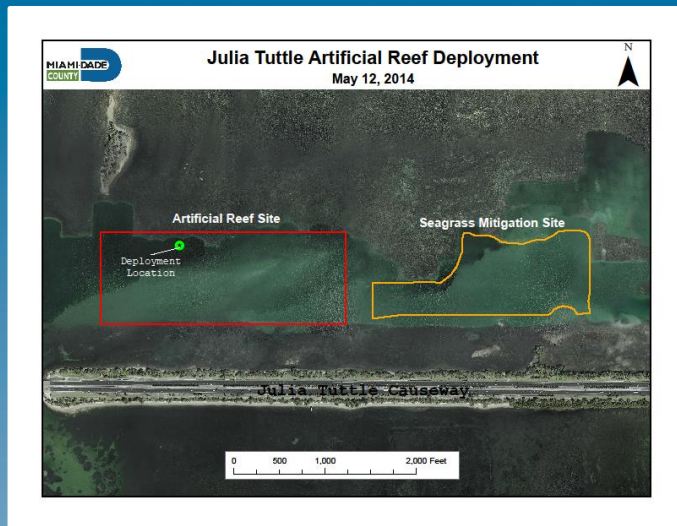 MIAMI-DADE
COUNTY
Julia Tuttle Artificial Reef Deployment
May 12, 2014
N
Artificial Reef Site
Seagrass Mitigation Site
Deployment
Location
Julia Tuttle Causeway
0 500 1,000 2,000 Feet